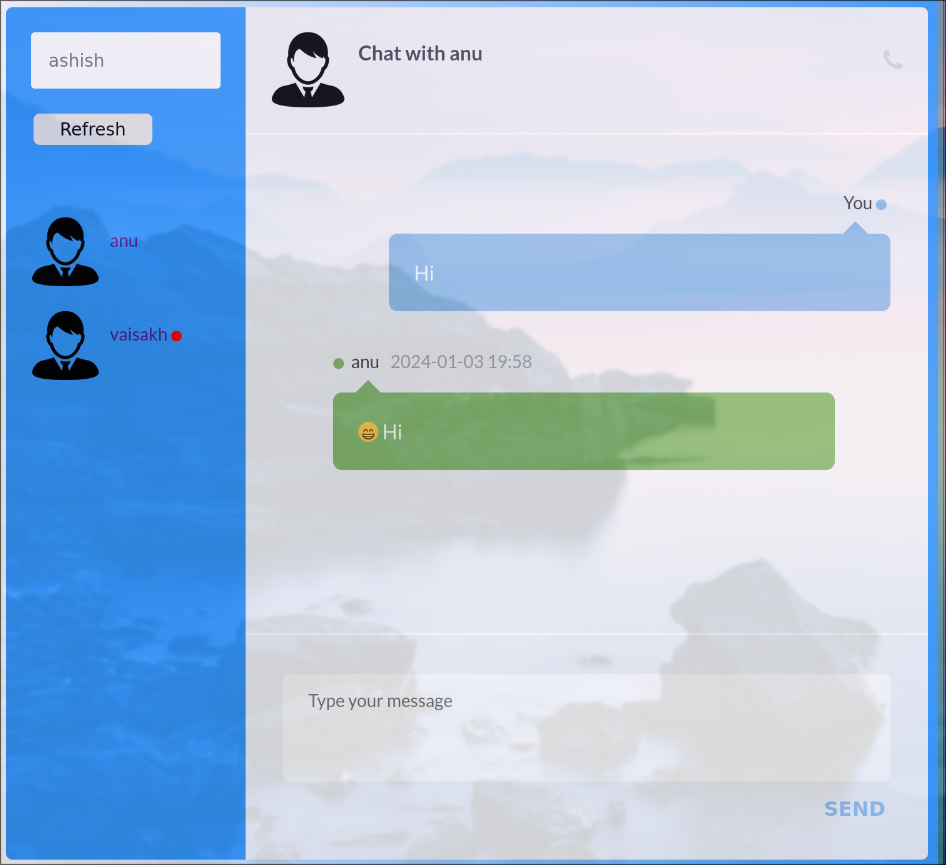 ashish
Refresh
anu
vaisakh
Chat with anu
You
Hi
anu 2024-01-03 19:58
😄 Hi
Type your message
SEND